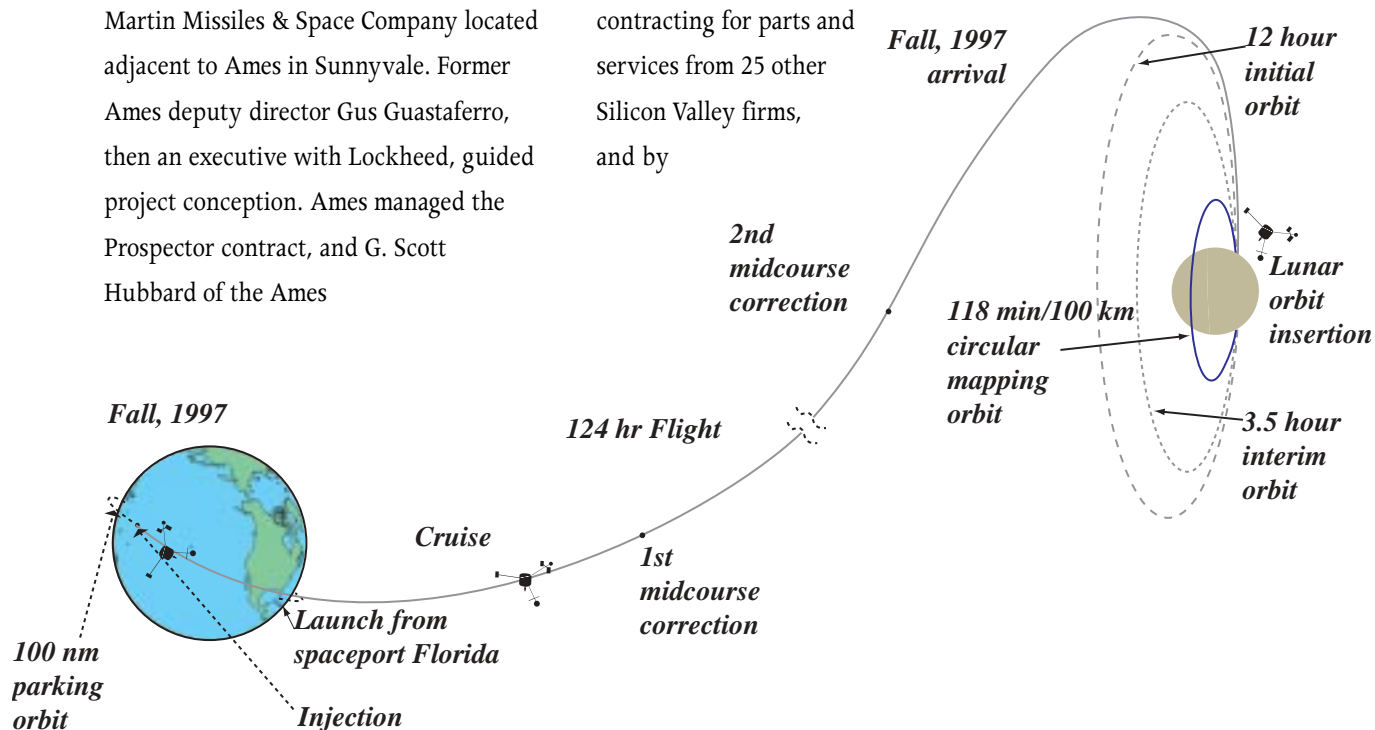 Martin Missiles & Space Company located
adjacent to Ames in Sunnyvale. Former
Ames deputy director Gus Guastaferro,
then an executive with Lockheed, guided
project conception. Ames managed the
Prospector contract, and G. Scott
Hubbard of the Ames
contracting for parts and
services from 25 other
Silicon Valley firms,
and by
Fall, 1997
arrival
12 hour
initial
orbit
2nd
midcourse
correction
118 min/100 km
circular
mapping
orbit
Lunar
orbit
insertion
Fall, 1997
124 hr Flight
3.5 hour
interim
orbit
Cruise
1st
midcourse
correction
Launch from
spaceport Florida
100 nm
parking
orbit
Injection